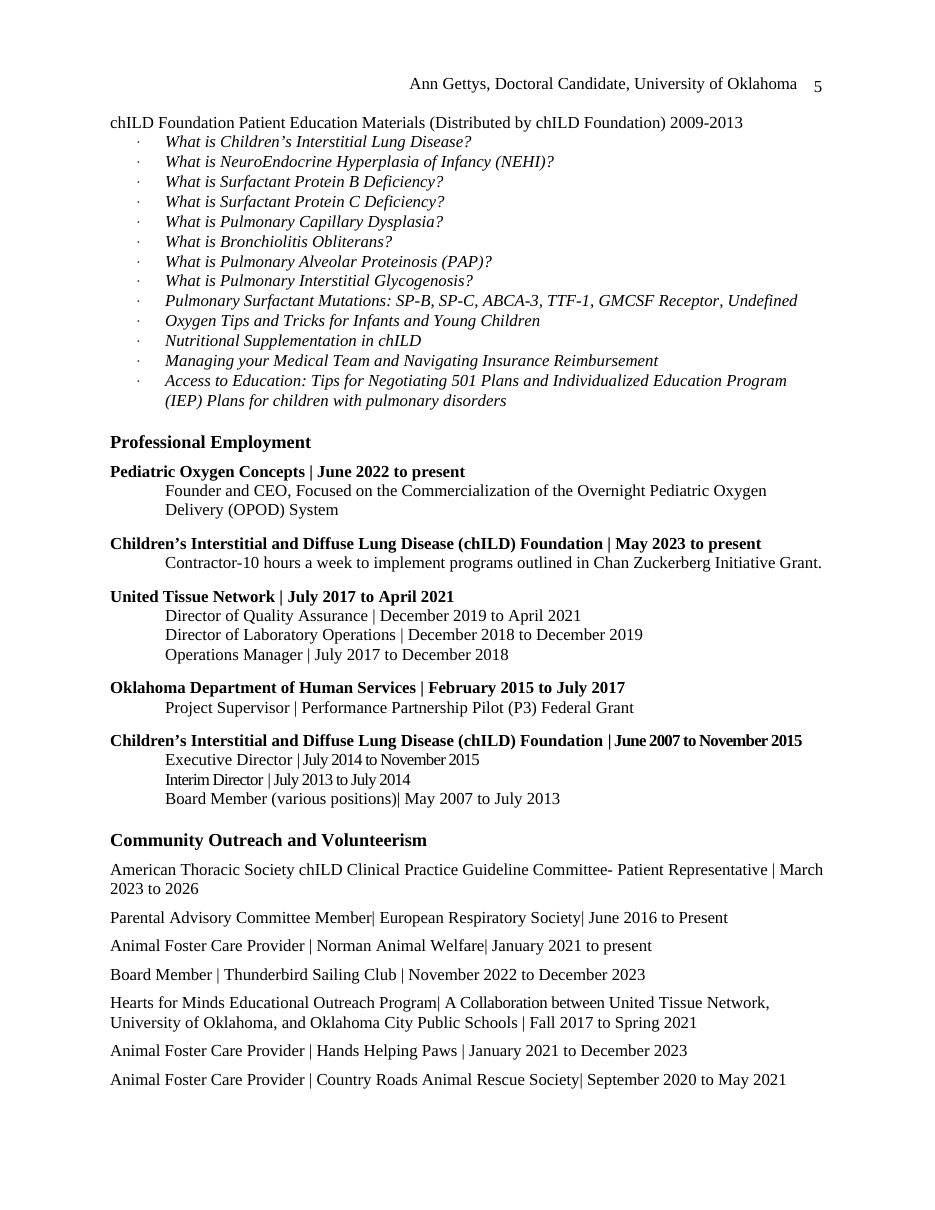 Ann Gettys, Doctoral Candidate, University of Oklahoma 5
chILD Foundation Patient Education Materials (Distributed by chILD Foundation) 2009-2013
· What is Children’s Interstitial Lung Disease?
· What is NeuroEndocrine Hyperplasia of Infancy (NEHI)?
· What is Surfactant Protein B Deficiency?
· What is Surfactant Protein C Deficiency?
· What is Pulmonary Capillary Dysplasia?
· What is Bronchiolitis Obliterans?
· What is Pulmonary Alveolar Proteinosis (PAP)?
· What is Pulmonary Interstitial Glycogenosis?
· Pulmonary Surfactant Mutations: SP-B, SP-C, ABCA-3, TTF-1, GMCSF Receptor, Undefined
· Oxygen Tips and Tricks for Infants and Young Children
· Nutritional Supplementation in chILD
· Managing your Medical Team and Navigating Insurance Reimbursement
· Access to Education: Tips for Negotiating 501 Plans and Individualized Education Program
(IEP) Plans for children with pulmonary disorders
Professional Employment
Pediatric Oxygen Concepts | June 2022 to present
Founder and CEO, Focused on the Commercialization of the Overnight Pediatric Oxygen
Delivery (OPOD) System
Children’s Interstitial and Diffuse Lung Disease (chILD) Foundation | May 2023 to present
Contractor-10 hours a week to implement programs outlined in Chan Zuckerberg Initiative Grant.
United Tissue Network | July 2017 to April 2021
Director of Quality Assurance | December 2019 to April 2021
Director of Laboratory Operations | December 2018 to December 2019
Operations Manager | July 2017 to December 2018
Oklahoma Department of Human Services | February 2015 to July 2017
Project Supervisor | Performance Partnership Pilot (P3) Federal Grant
Children’s Interstitial and Diffuse Lung Disease (chILD) Foundation | June 2007 to November 2015
Executive Director | July 2014 to November 2015
Interim Director | July 2013 to July 2014
Board Member (various positions)| May 2007 to July 2013
Community Outreach and Volunteerism
American Thoracic Society chILD Clinical Practice Guideline Committee- Patient Representative | March
2023 to 2026
Parental Advisory Committee Member| European Respiratory Society| June 2016 to Present
Animal Foster Care Provider | Norman Animal Welfare| January 2021 to present
Board Member | Thunderbird Sailing Club | November 2022 to December 2023
Hearts for Minds Educational Outreach Program| A Collaboration between United Tissue Network,
University of Oklahoma, and Oklahoma City Public Schools | Fall 2017 to Spring 2021
Animal Foster Care Provider | Hands Helping Paws | January 2021 to December 2023
Animal Foster Care Provider | Country Roads Animal Rescue Society| September 2020 to May 2021